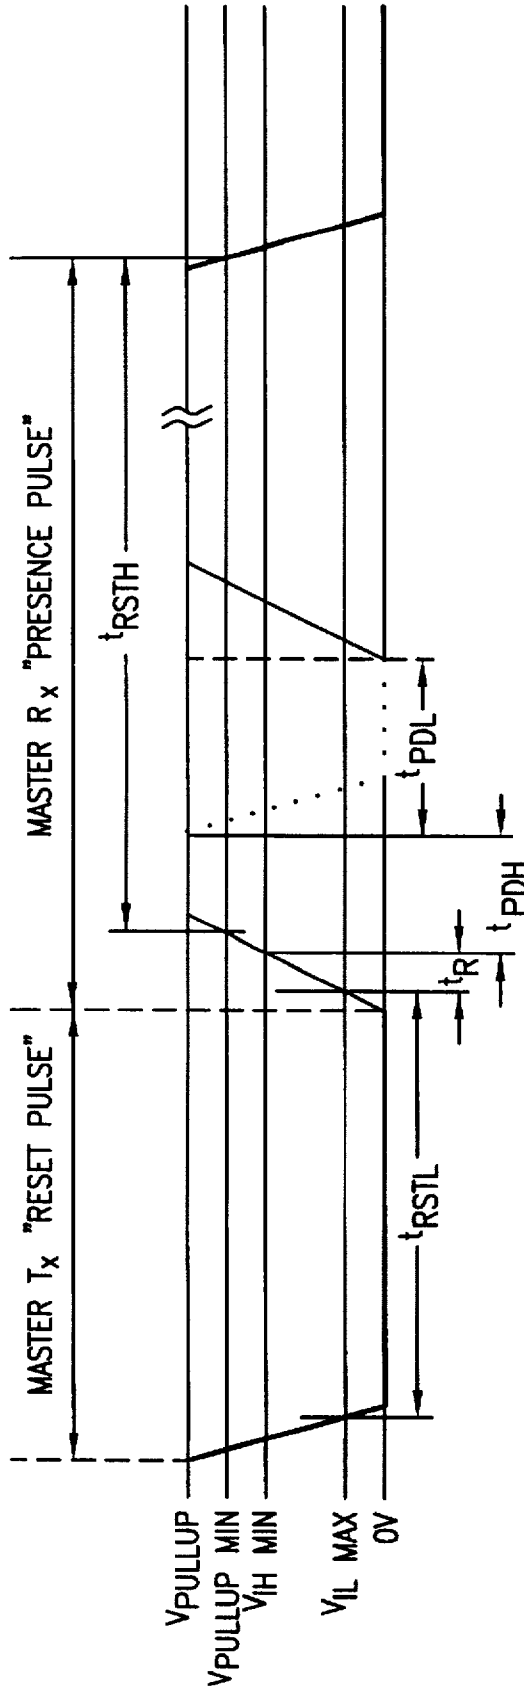 MASTER TX "RESET PULSE"
MASTER RX "PRESENCE PULSE"
tRSTH
VPULLUP
VPULLUP MIN
VIH MIN
VIL MAX
0V
tRSTL
tR
tPDH
tPDL